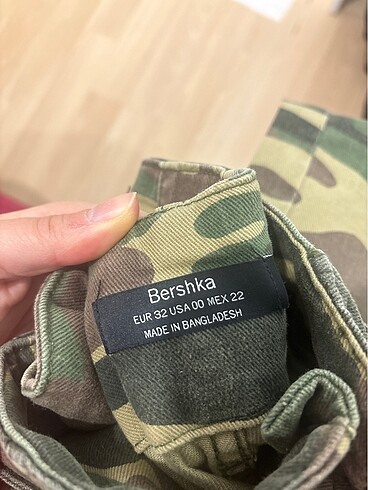 Bershka
EUR 32 USA 00 MEX 22
MADE IN BANGLADESH